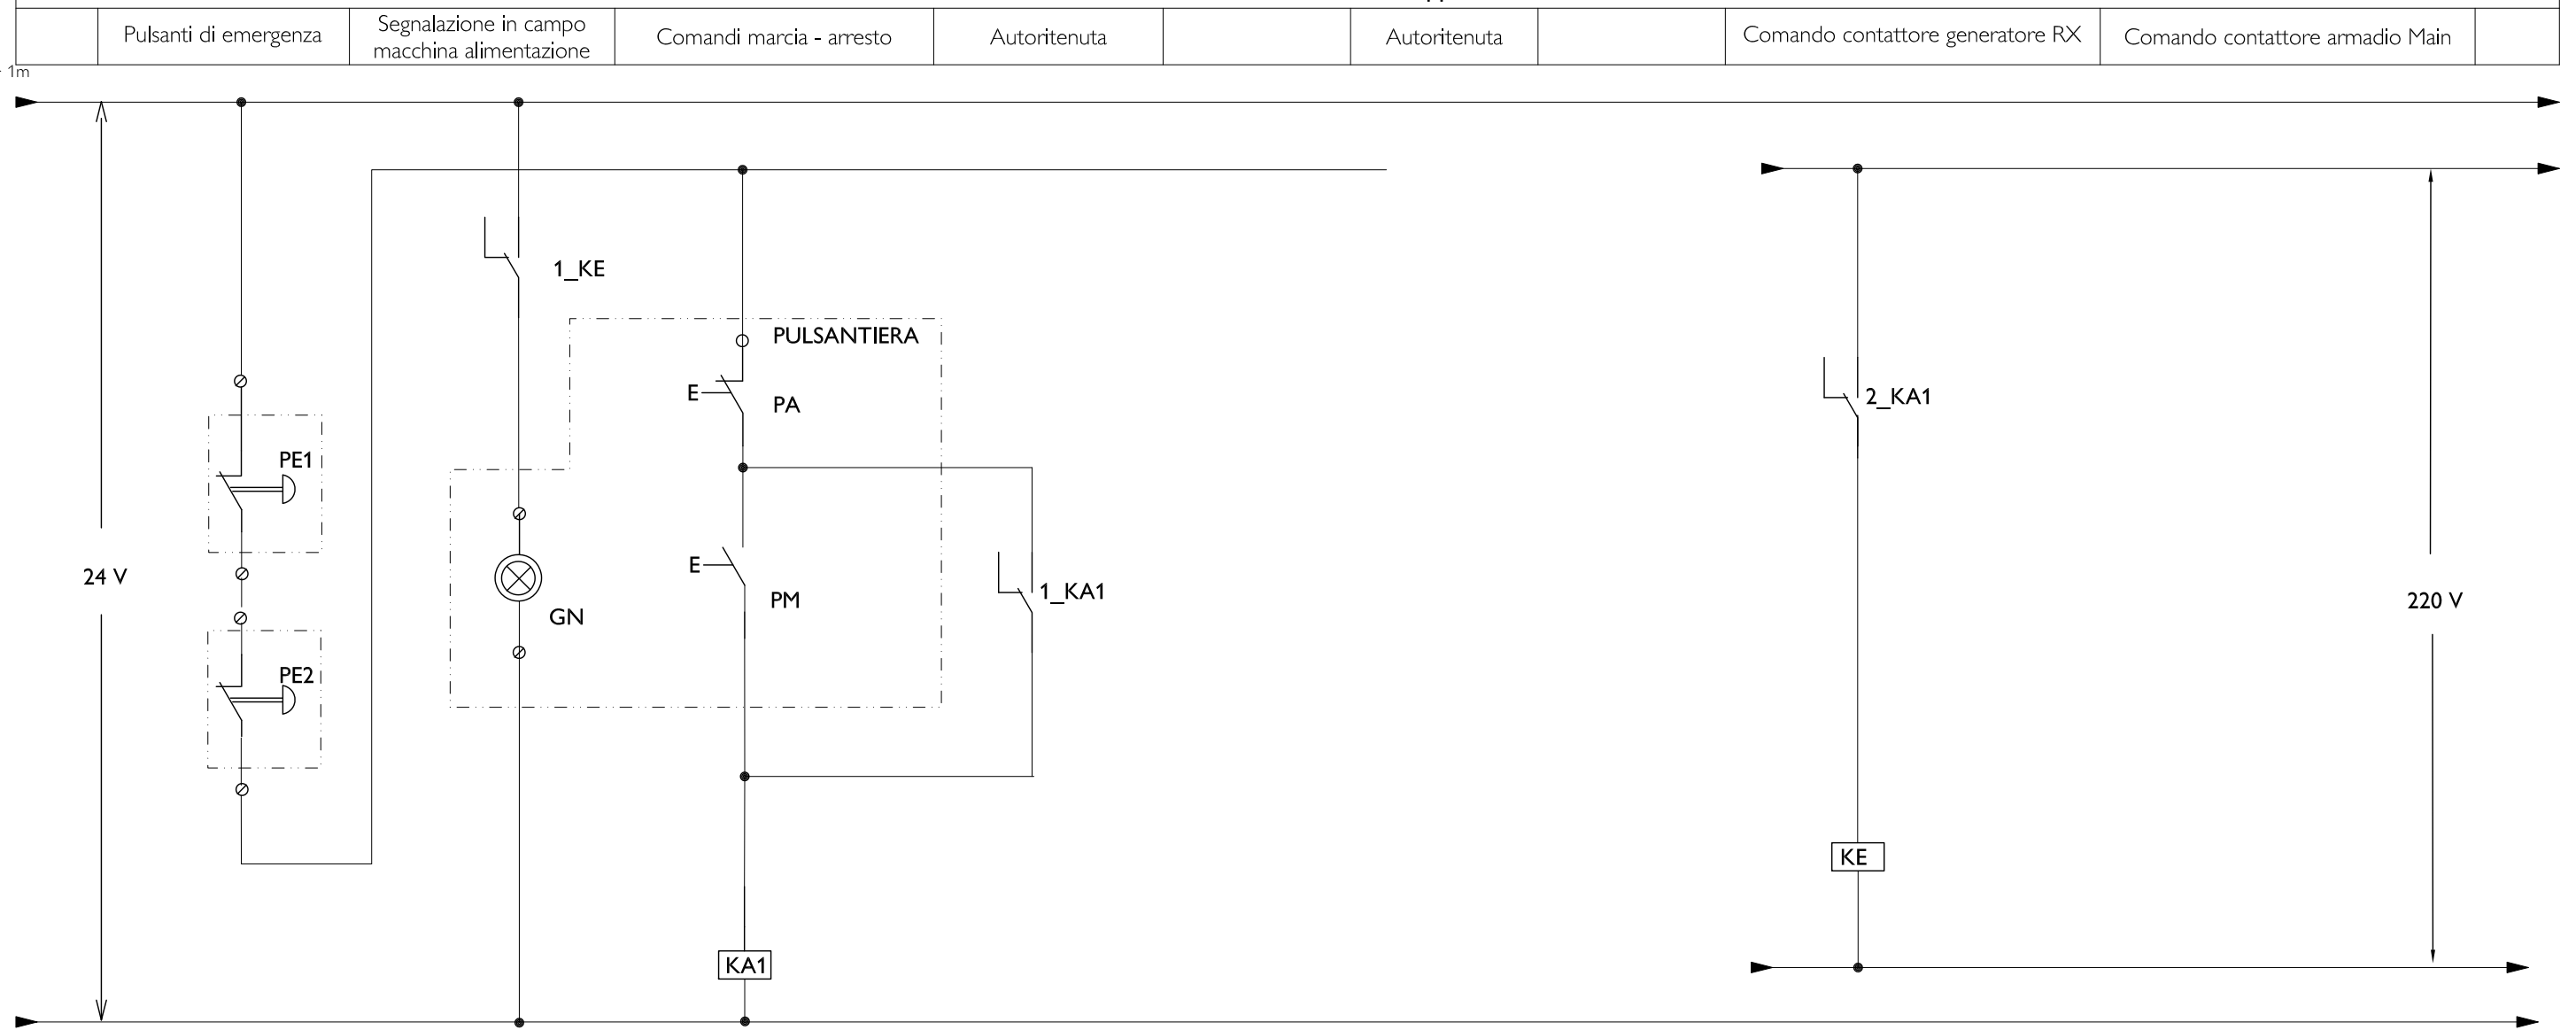 Pulsanti di emergenza
Segnalazione in campo
macchina alimentazione
Comandi marcia - arresto
Autoritenuta
Autoritenuta
Comando contattore generatore RX
Comando contattore armadio Main
1m
1_KE
PULSANTIERA
E
PA
2_KA1
PE1
24 V
E
PM
1_KA1
220 V
GN
PE2
KE
KA1